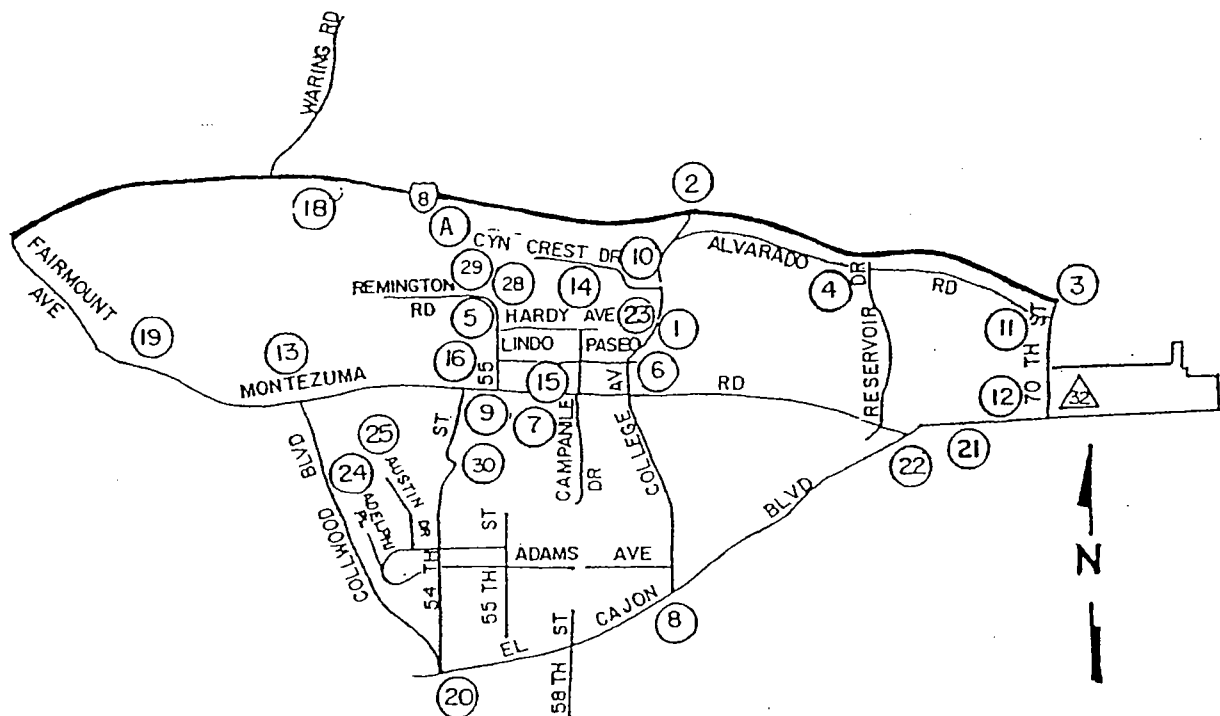 WARING RD
2
18
8
A
CYN CREST DR
10
ALVARADO
RD
FAIRMOUNT
AVE
29
28
14
4
DR
3
REMINGTON
RD
5
HARDY AVE
23
1
11
ST
19
13
16
LINDO PASEO
6
RESERVOIR
70 TH
MONTEZUMA
55
15
AV
RD
12
32
ST
9
7
CAMPANILE
DR
COLLEGE
22
21
25
24
30
AUSTIN
DR
ADELPHI
PL
BLVD
COLLWOOD
BLVD
54 TH
ST
55 TH
ADAMS AVE
N
EL
CAJON
8
ST
58 TH
20